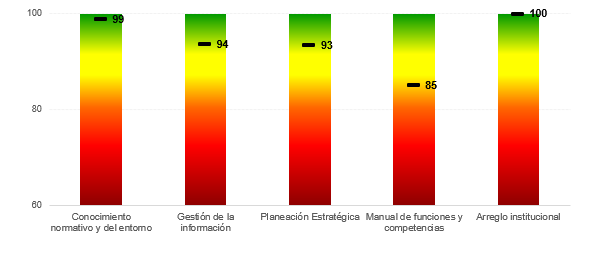 100
99
94
93
85
100
80
60
Conocimiento
normativo y del entorno
Gestión de la
información
Planeación Estratégica
Manual de funciones y
competencias
Arreglo institucional